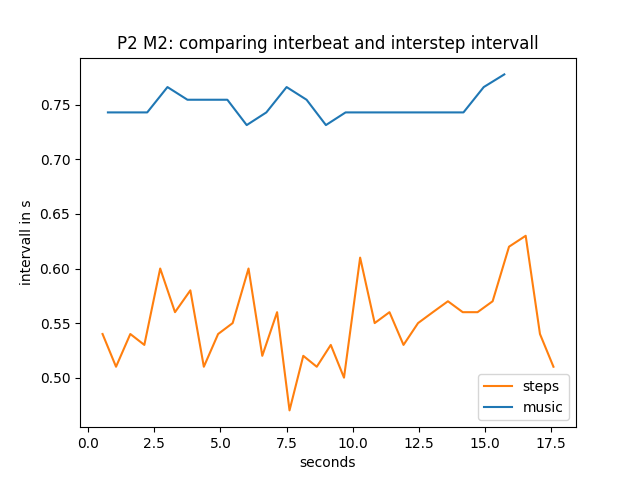 P2 M2: comparing interbeat and interstep intervall
0.75
0.70
0.65
0.60
0.55
0.50
intervall in s
0.0 2.5 5.0 7.5 10.0 12.5 15.0 17.5
seconds
steps
music